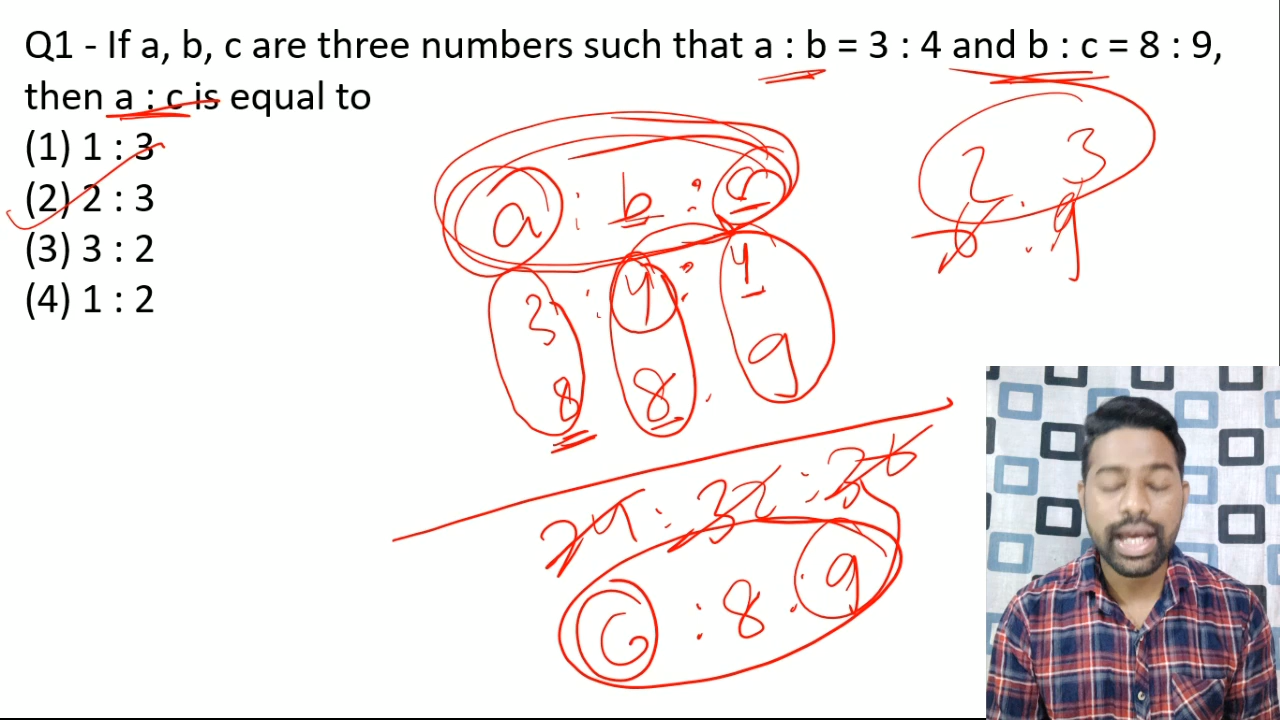 Q1 - If a, b, c are three numbers such that a : b = 3 : 4 and b : c = 8 : 9,
then a : c is equal to
(1) 1 : 3
(2) 2 : 3
(3) 3 : 2
(4) 1 : 2
a : b : c
3 : 4 : 4
8 8 : 9
24 : 32 : 36
6 : 8 : 9
2 3
6 : 9